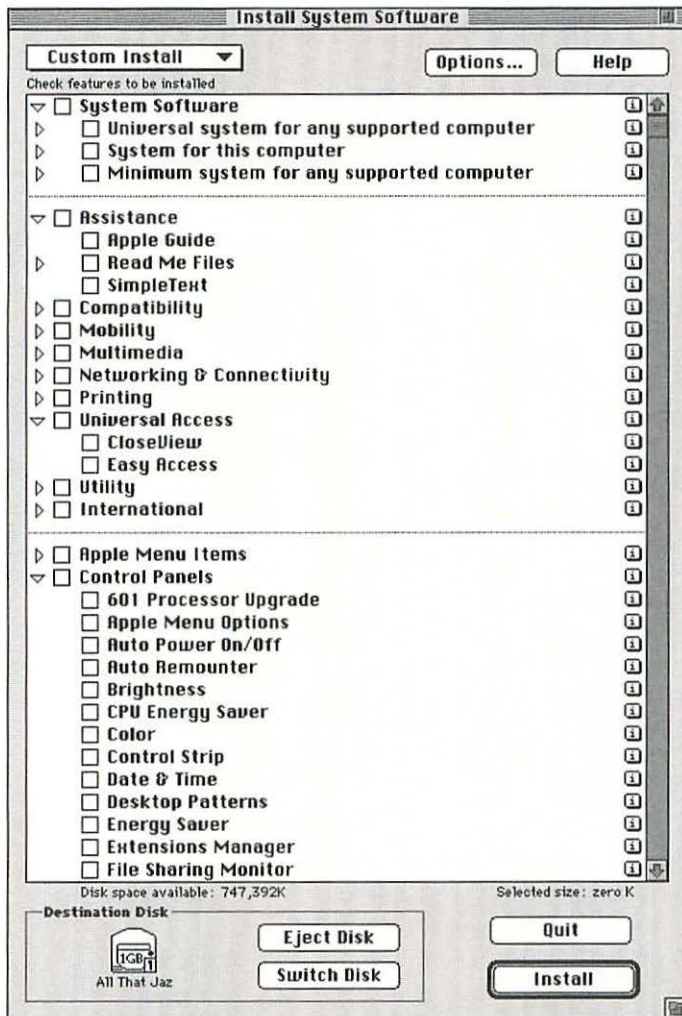 Install System Software
Custom Install
Options...
Help
Check features to be installed
System Software
Universal system for any supported computer
System for this computer
Minimum system for any supported computer
Assistance
Apple Guide
Read Me Files
SimpleText
Compatibility
Mobility
Multimedia
Networking & Connectivity
Printing
Universal Access
CloseView
Easy Access
Utility
International
Apple Menu Items
Control Panels
601 Processor Upgrade
Apple Menu Options
Auto Power On/Off
Auto Remounter
Brightness
CPU Energy Saver
Color
Control Strip
Date & Time
Desktop Patterns
Energy Saver
Extensions Manager
File Sharing Monitor
Disk space available: 747,392K
Selected size: zero K
Destination Disk
1GB
All That Jaz
Eject Disk
Switch Disk
Quit
Install